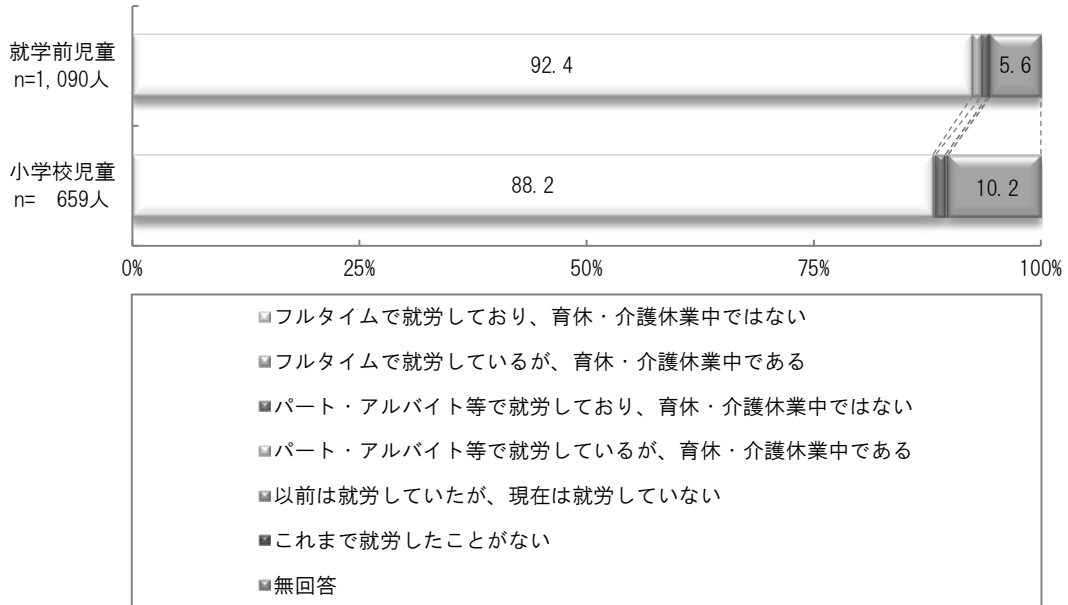 就学前児童
n=1,090人
92.4
5.6
小学校児童
n= 659人
88.2
10.2
0%
25%
50%
75%
100%
フルタイムで就労しており、育休・介護休業中ではない
フルタイムで就労しているが、育休・介護休業中である
パート・アルバイト等で就労しており、育休・介護休業中ではない
パート・アルバイト等で就労しているが、育休・介護休業中である
以前は就労していたが、現在は就労していない
これまで就労したことがない
無回答